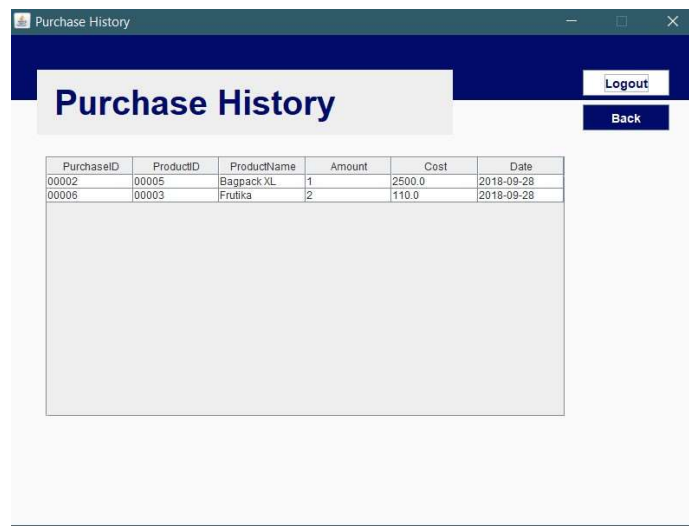 Purchase History
Logout
Purchase History
Back
PurchaseID ProductID ProductName Amount Cost Date
00002 00005 Bagpack XL 1 2500.0 2018-09-28
00006 00003 Frutika 2 110.0 2018-09-28